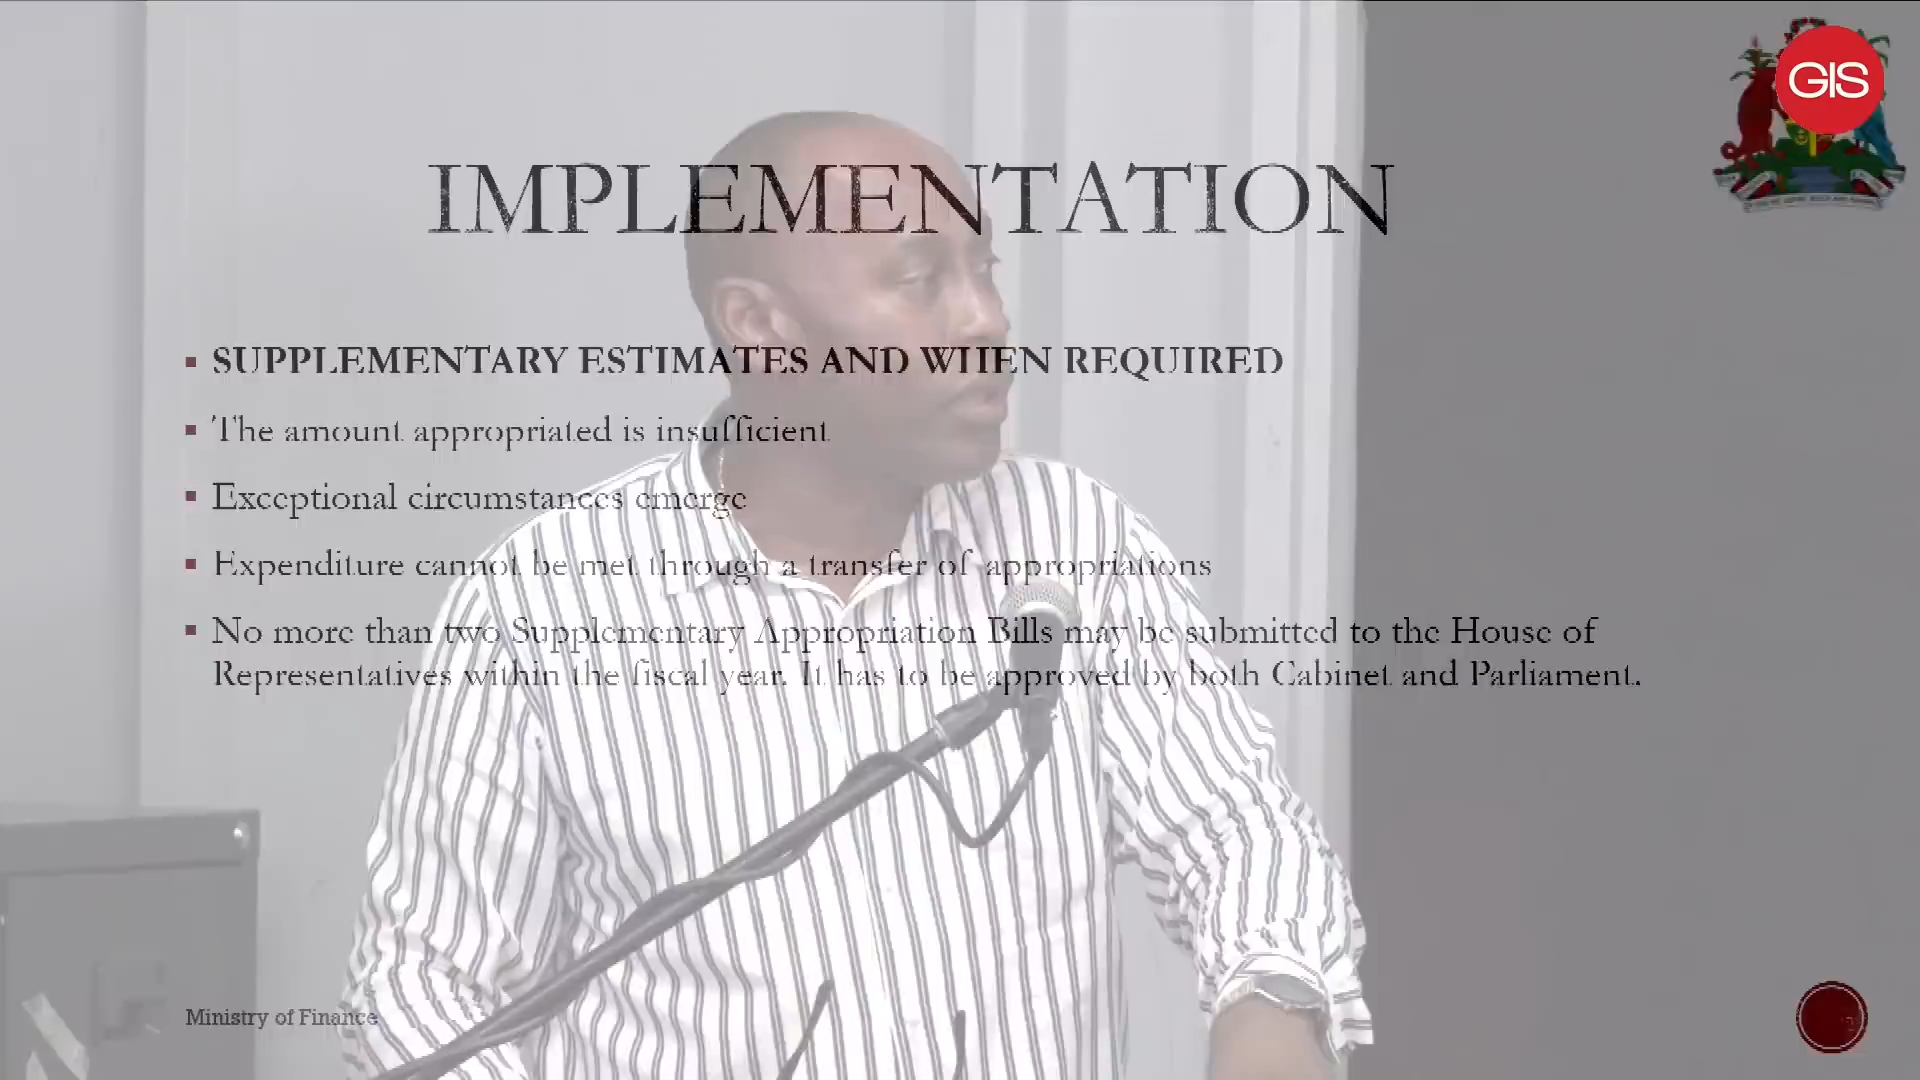 GIS
IMPLEMENTATION
SUPPLEMENTARY ESTIMATES AND WHEN REQUIRED
The amount appropriated is insufficient
Exceptional circumstances emerge
Expenditure cannot be met through a transfer of appropriations
No more than two Supplementary Appropriation Bills may be submitted to the House of
Representatives within the fiscal year. It has to be approved by both Cabinet and Parliament.
Ministry of Finance